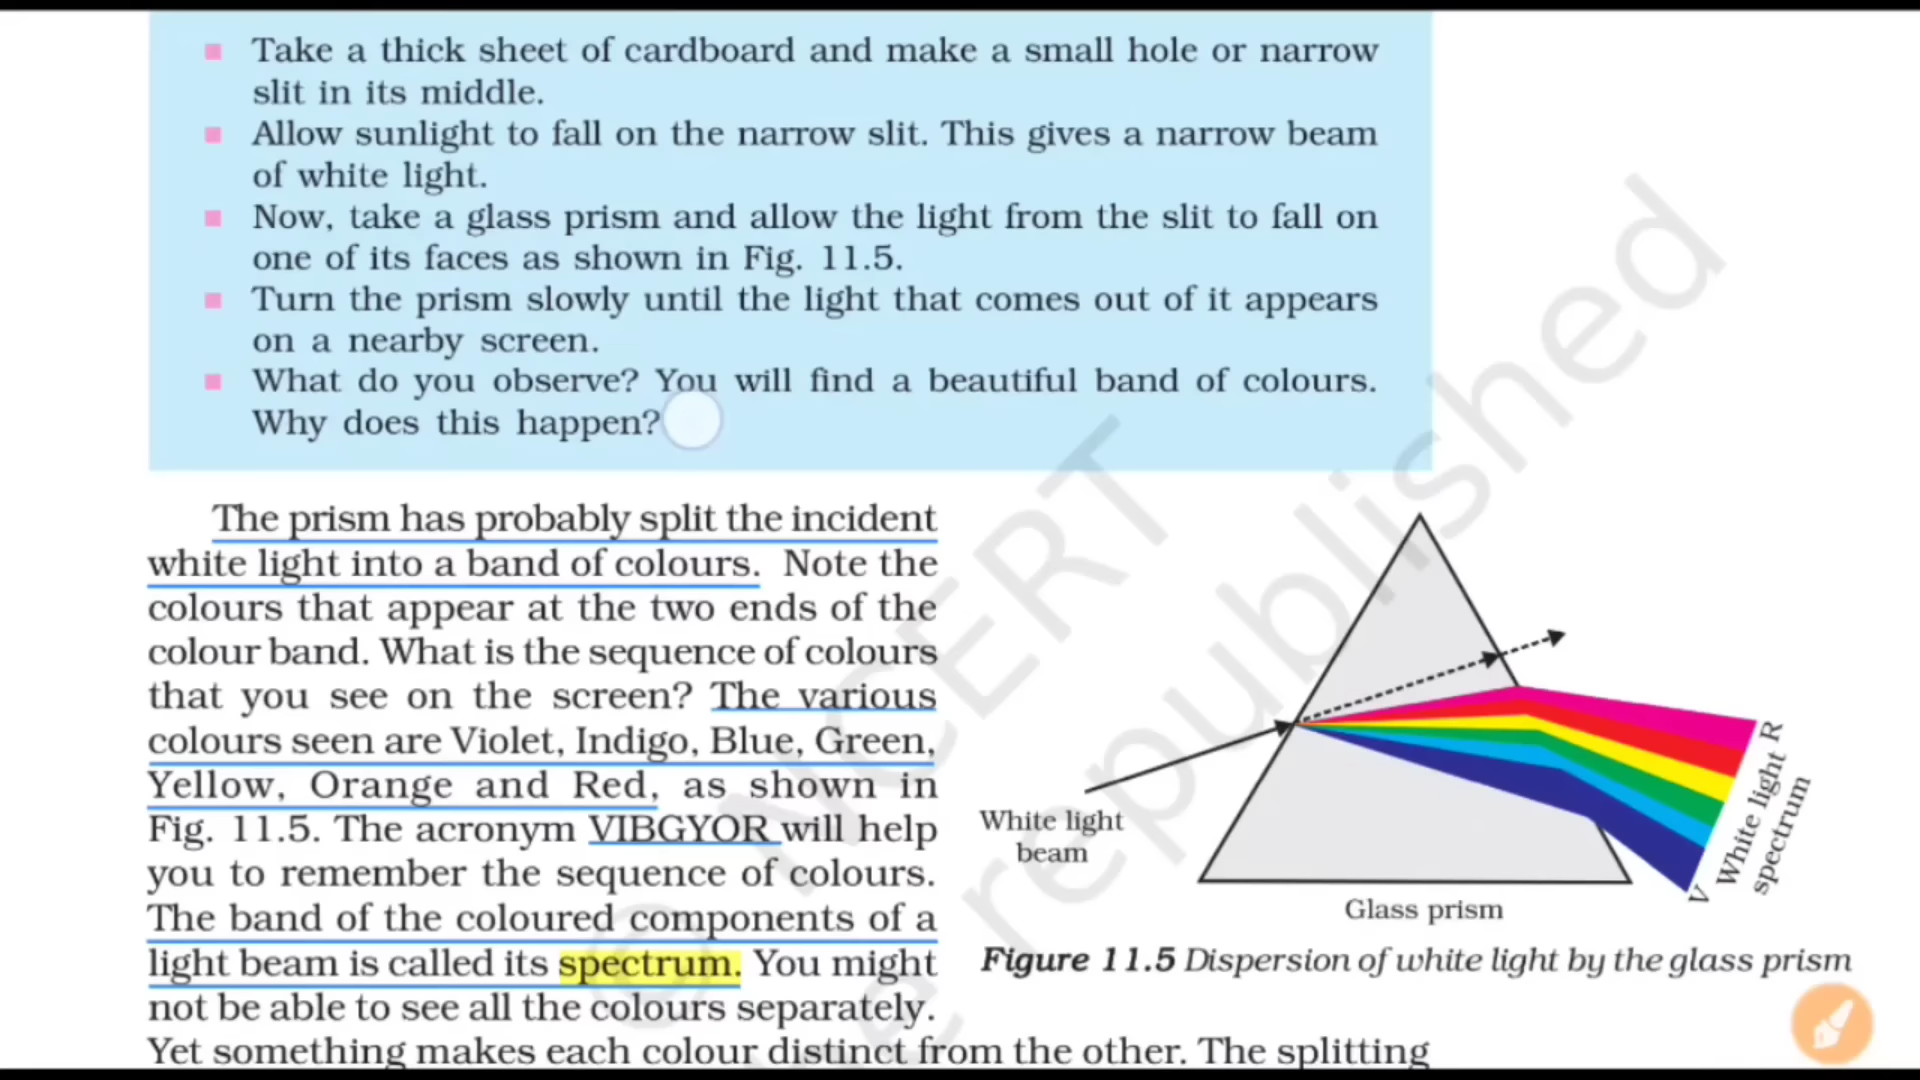 Take a thick sheet of cardboard and make a small hole or narrow
slit in its middle.
Allow sunlight to fall on the narrow slit. This gives a narrow beam
of white light.
Now, take a glass prism and allow the light from the slit to fall on
one of its faces as shown in Fig. 11.5.
Turn the prism slowly until the light that comes out of it appears
on a nearby screen.
What do you observe? You will find a beautiful band of colours.
Why does this happen?
The prism has probably split the incident
white light into a band of colours. Note the
colours that appear at the two ends of the
colour band. What is the sequence of colours
that you see on the screen? The various
colours seen are Violet, Indigo, Blue, Green,
Yellow, Orange and Red, as shown in
Fig. 11.5. The acronym VIBGYOR will help
you to remember the sequence of colours.
The band of the coloured components of a
light beam is called its spectrum. You might
not be able to see all the colours separately.
Yet something makes each colour distinct from the other. The splitting
White light
beam
Glass prism
R
V
White light
spectrum
Figure 11.5 Dispersion of white light by the glass prism
© NCERT
be republished